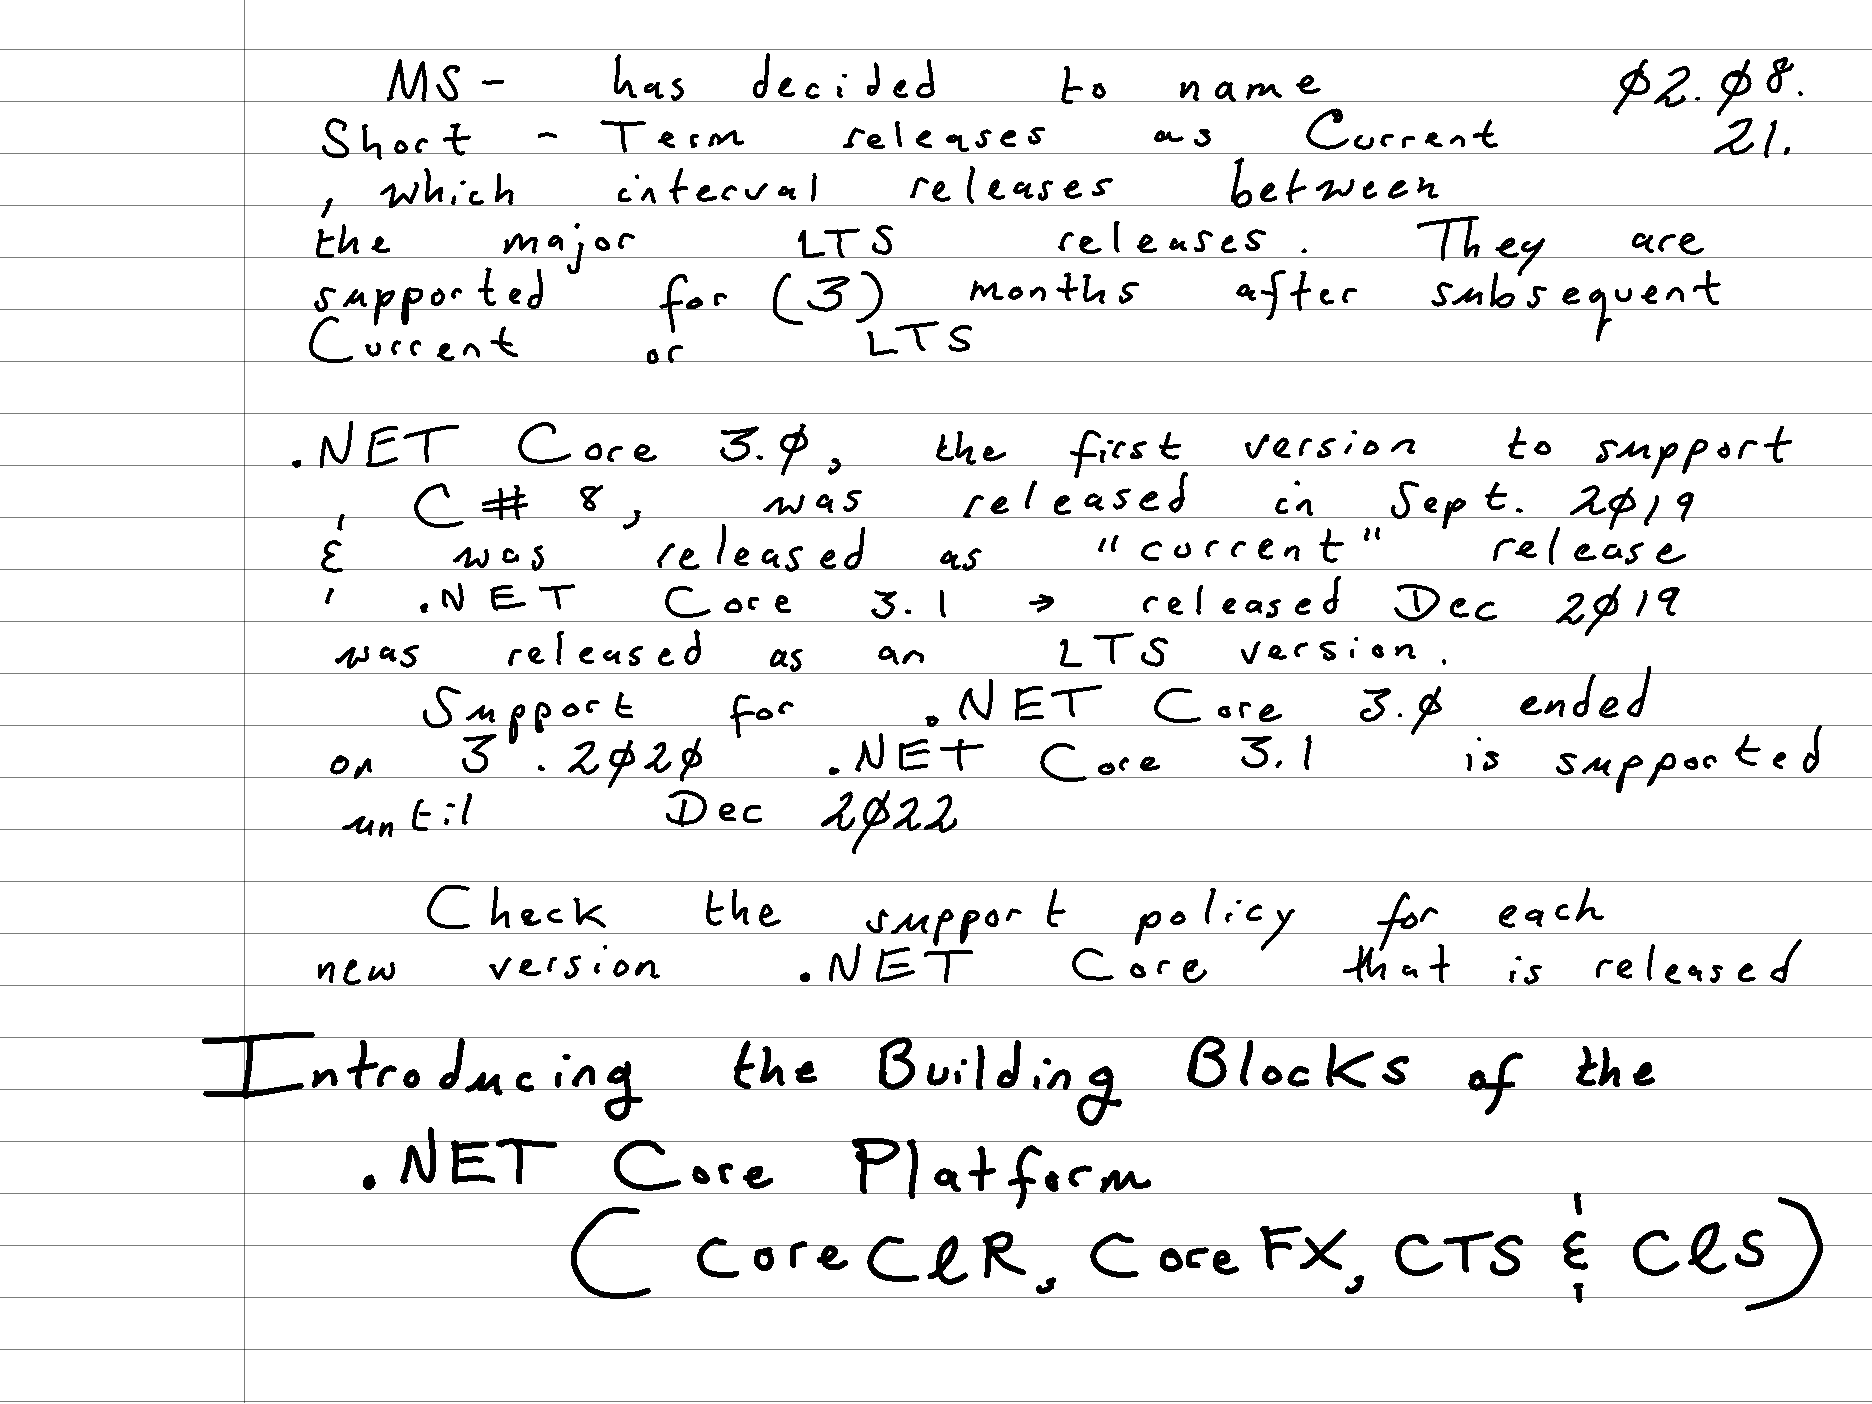 MS - has decided to name ø2.ø8.
Short - Term releases as Current 21.
, which interval releases between
the major LTS releases. They are
supported for (3) months after subsequent
Current or LTS
.NET Core 3.ø, the first version to support
C # 8, was released in Sept. 2ø19
& was released as "current" release
.NET Core 3.1 → released Dec 2ø19
was released as an LTS version.
Support for .NET Core 3.ø ended
on 3 . 2ø2ø .NET Core 3.1 is supported
until Dec 2ø22
Check the support policy for each
new version .NET Core that is released
Introducing the Building Blocks of the
.NET Core Platform
(CoreClR, CoreFX, CTS & ClS)